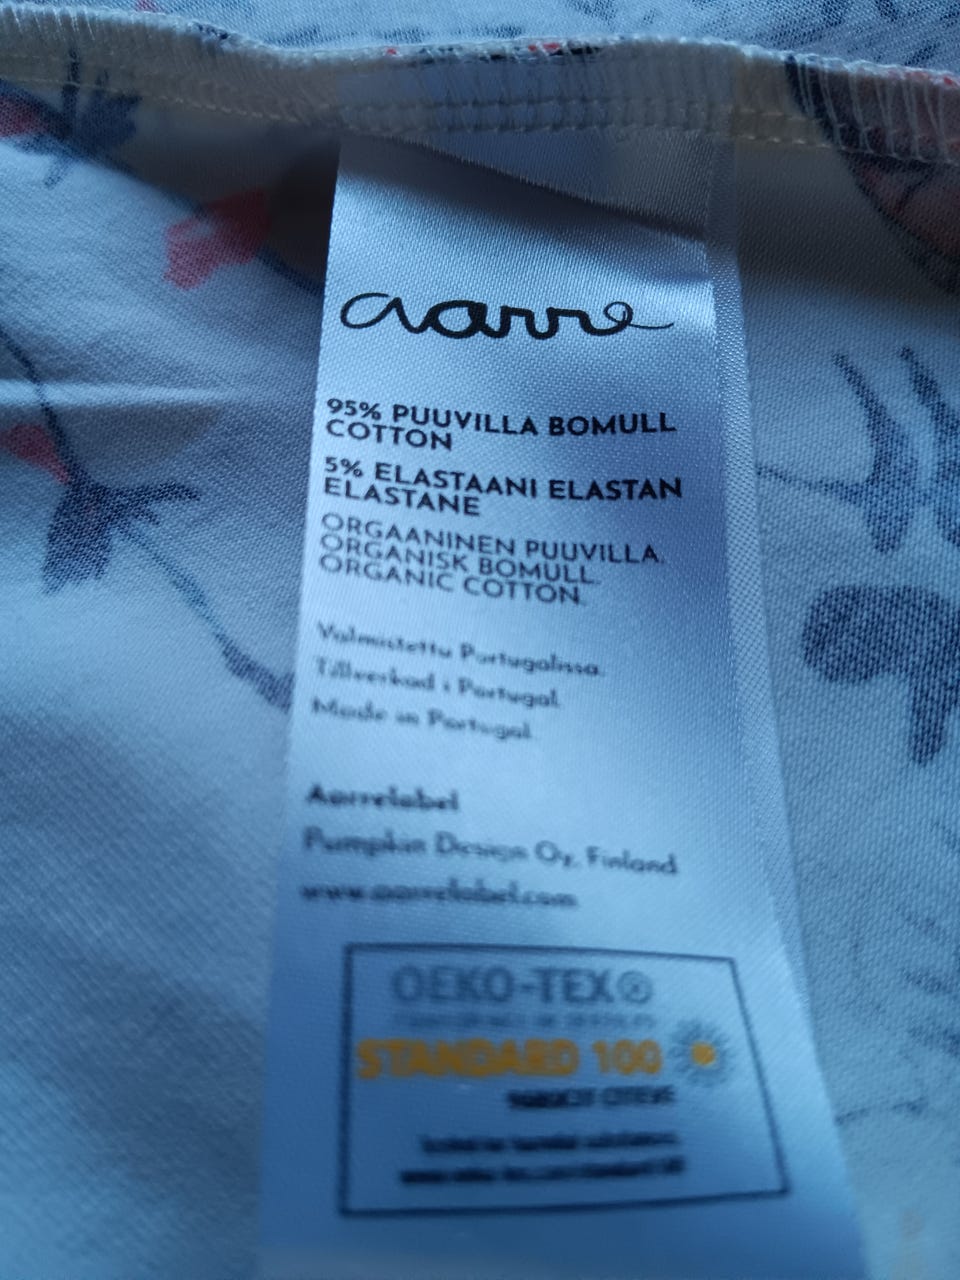 aarre
95% PUUVILLA BOMULL
COTTON
5% ELASTAANI ELASTAN
ELASTANE
ORGAANINEN PUUVILLA.
ORGANISK BOMULL.
ORGANIC COTTON.
Valmistettu Portugalissa.
Tillverkad i Portugal.
Made in Portugal.
Aarrelabel
Pumpkin Design Oy, Finland
www.aarrelabel.com
OEKO-TEX®
STANDARD 100
CITEVE